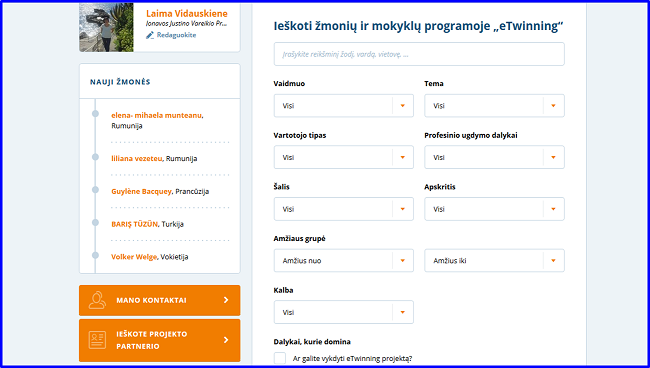 Laima Vidauskiene
Jonavos Justino Vareikio Pr...
Redaguokite
NAUJI ŽMONĖS
elena- mihaela munteanu,
Rumunija
liliana vezeteu, Rumunija
Guylène Bacquey, Prancūzija
BARIŞ TÜZÜN, Turkija
Volker Welge, Vokietija
MANO KONTAKTAI
IEŠKOTE PROJEKTO
PARTNERIO
Ieškoti žmonių ir mokyklų programoje „eTwinning“
Įrašykite reikšminį žodį, vardą, vietovę, ...
Vaidmuo
Visi
Tema
Visi
Vartotojo tipas
Visi
Profesinio ugdymo dalykai
Visi
Šalis
Visi
Apskritis
Visi
Amžiaus grupė
Amžius nuo
Amžius iki
Kalba
Visi
Dalykai, kurie domina
Ar galite vykdyti eTwinning projektą?